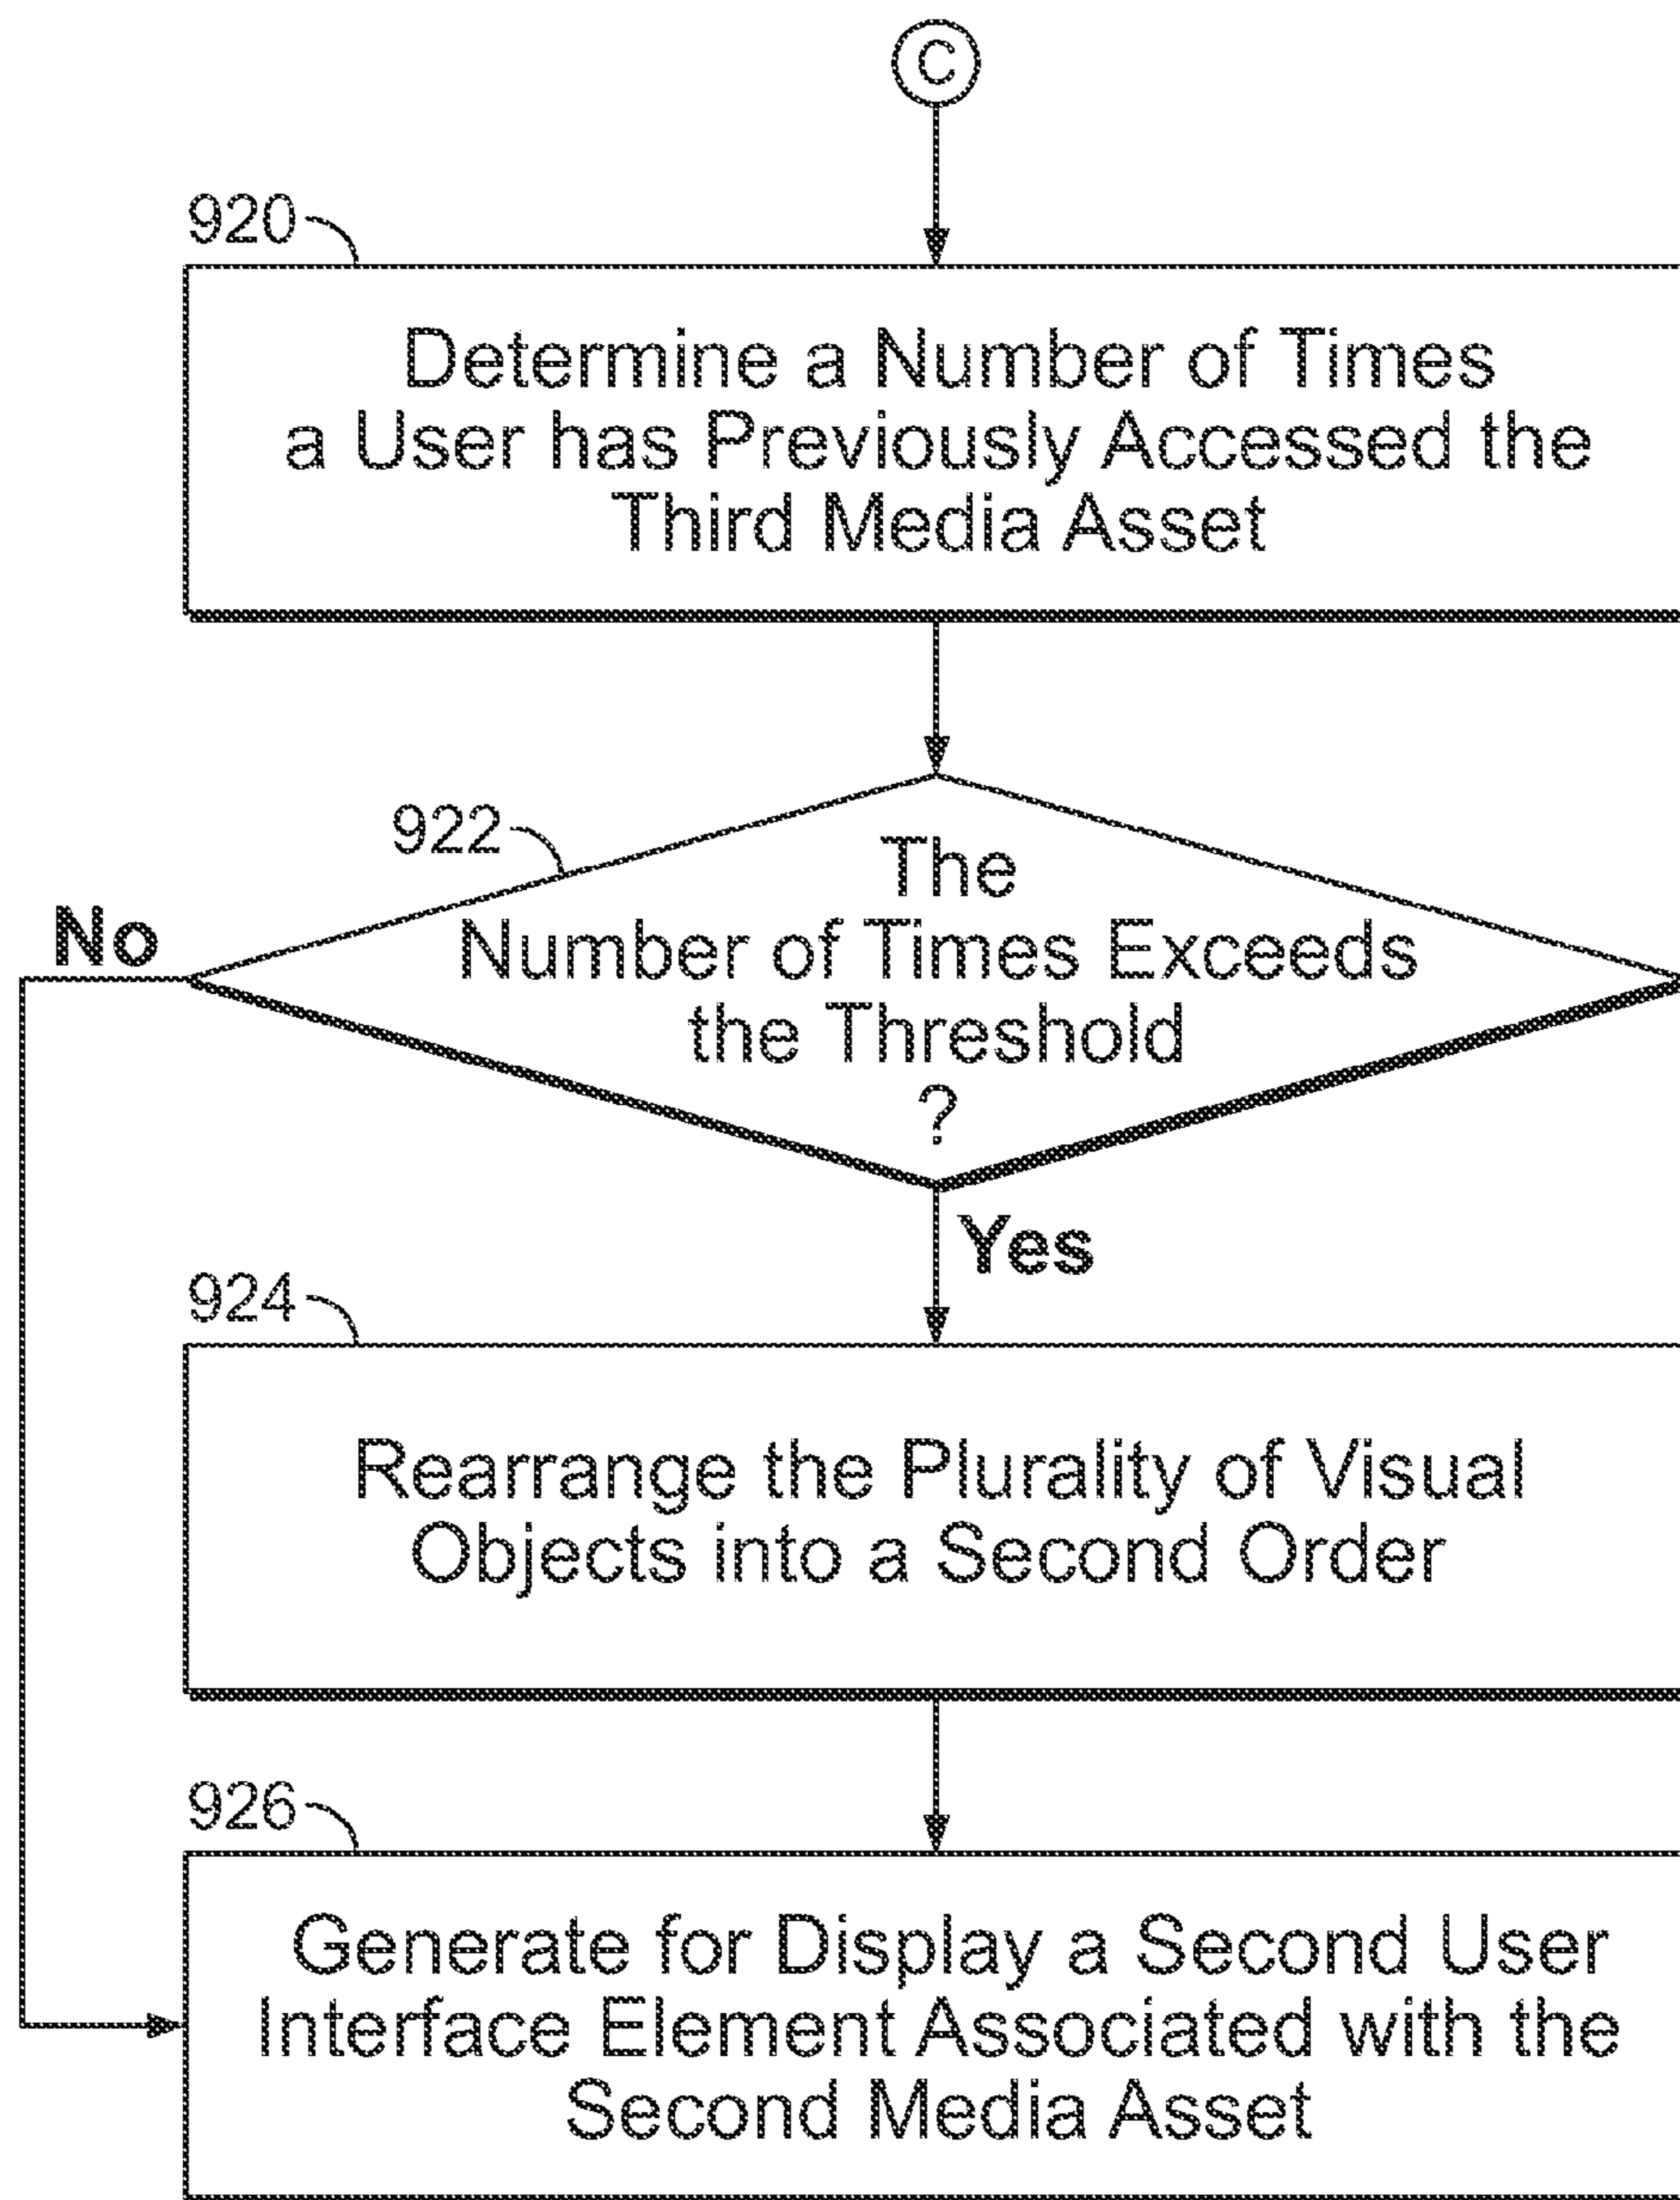 C
920
Determine a Number of Times
a User has Previously Accessed the
Third Media Asset
922
The
Number of Times Exceeds
the Threshold
?
No
Yes
924
Rearrange the Plurality of Visual
Objects into a Second Order
926
Generate for Display a Second User
Interface Element Associated with the
Second Media Asset